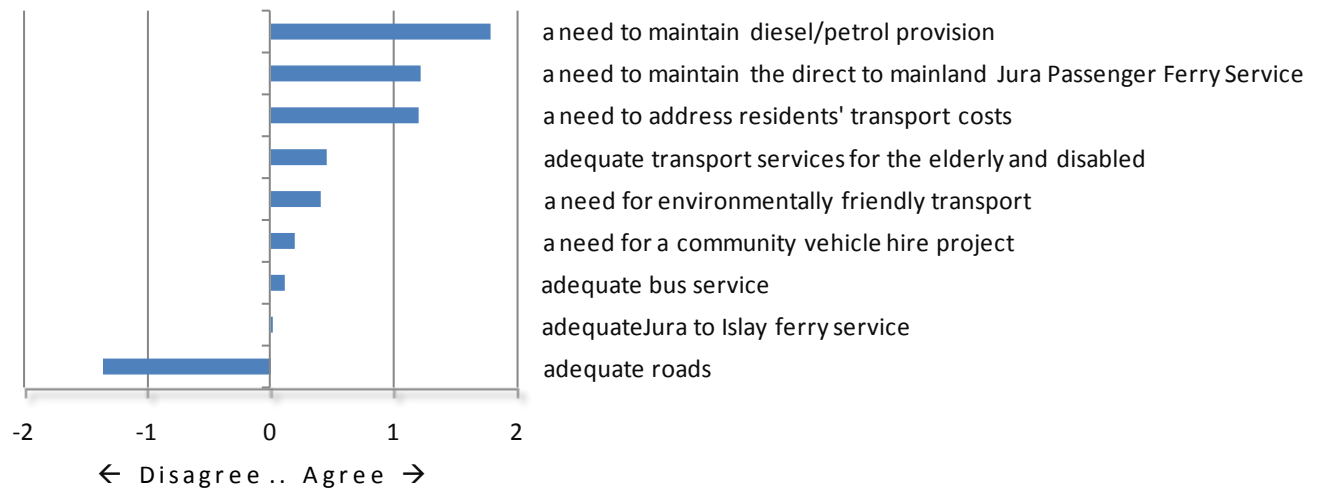 a need to maintain diesel/petrol provision
a need to maintain the direct to mainland Jura Passenger Ferry Service
a need to address residents' transport costs
adequate transport services for the elderly and disabled
a need for environmentally friendly transport
a need for a community vehicle hire project
adequate bus service
adequateJura to Islay ferry service
adequate roads
-2 -1 0 1 2
← Disagree .. Agree →